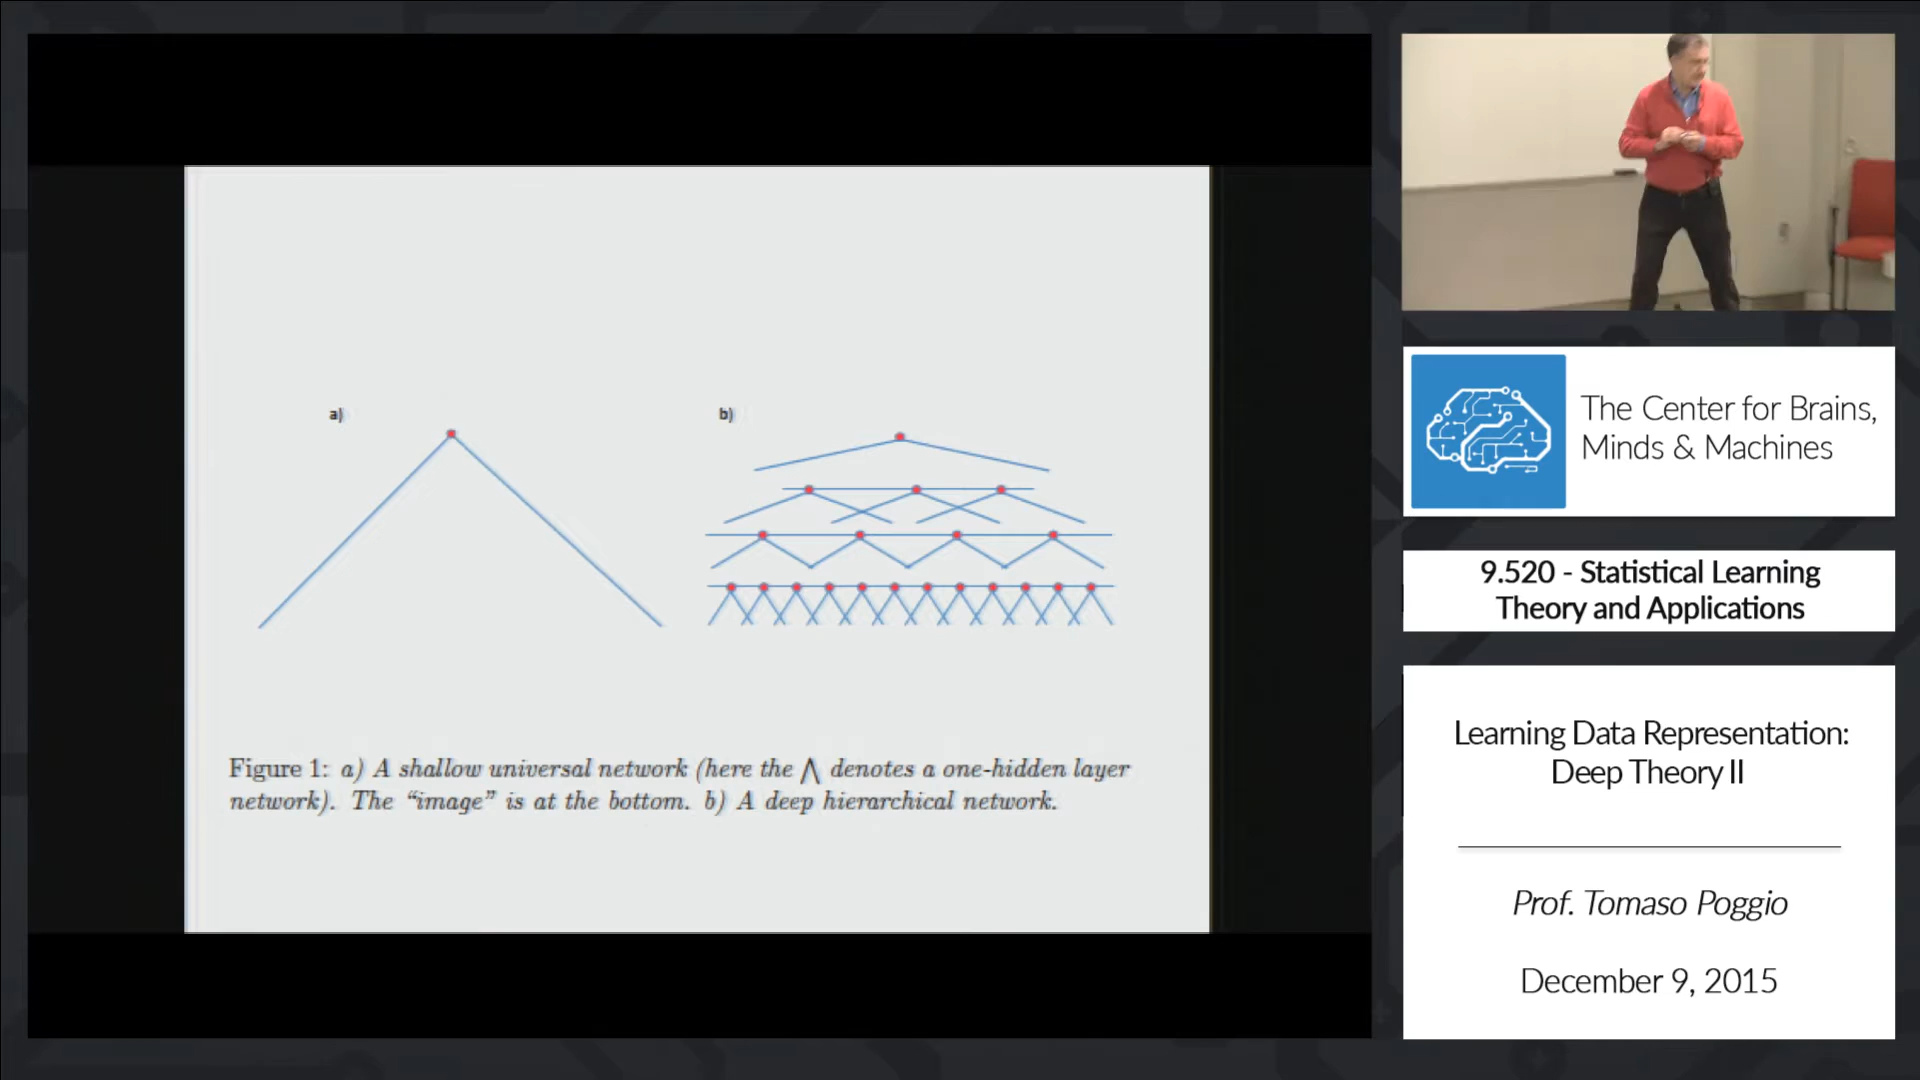 a)
b)
Figure 1: a) A shallow universal network (here the ⋀ denotes a one-hidden layer
network). The “image” is at the bottom. b) A deep hierarchical network.
The Center for Brains,
Minds & Machines
9.520 - Statistical Learning
Theory and Applications
Learning Data Representation:
Deep Theory II
Prof. Tomaso Poggio
December 9, 2015